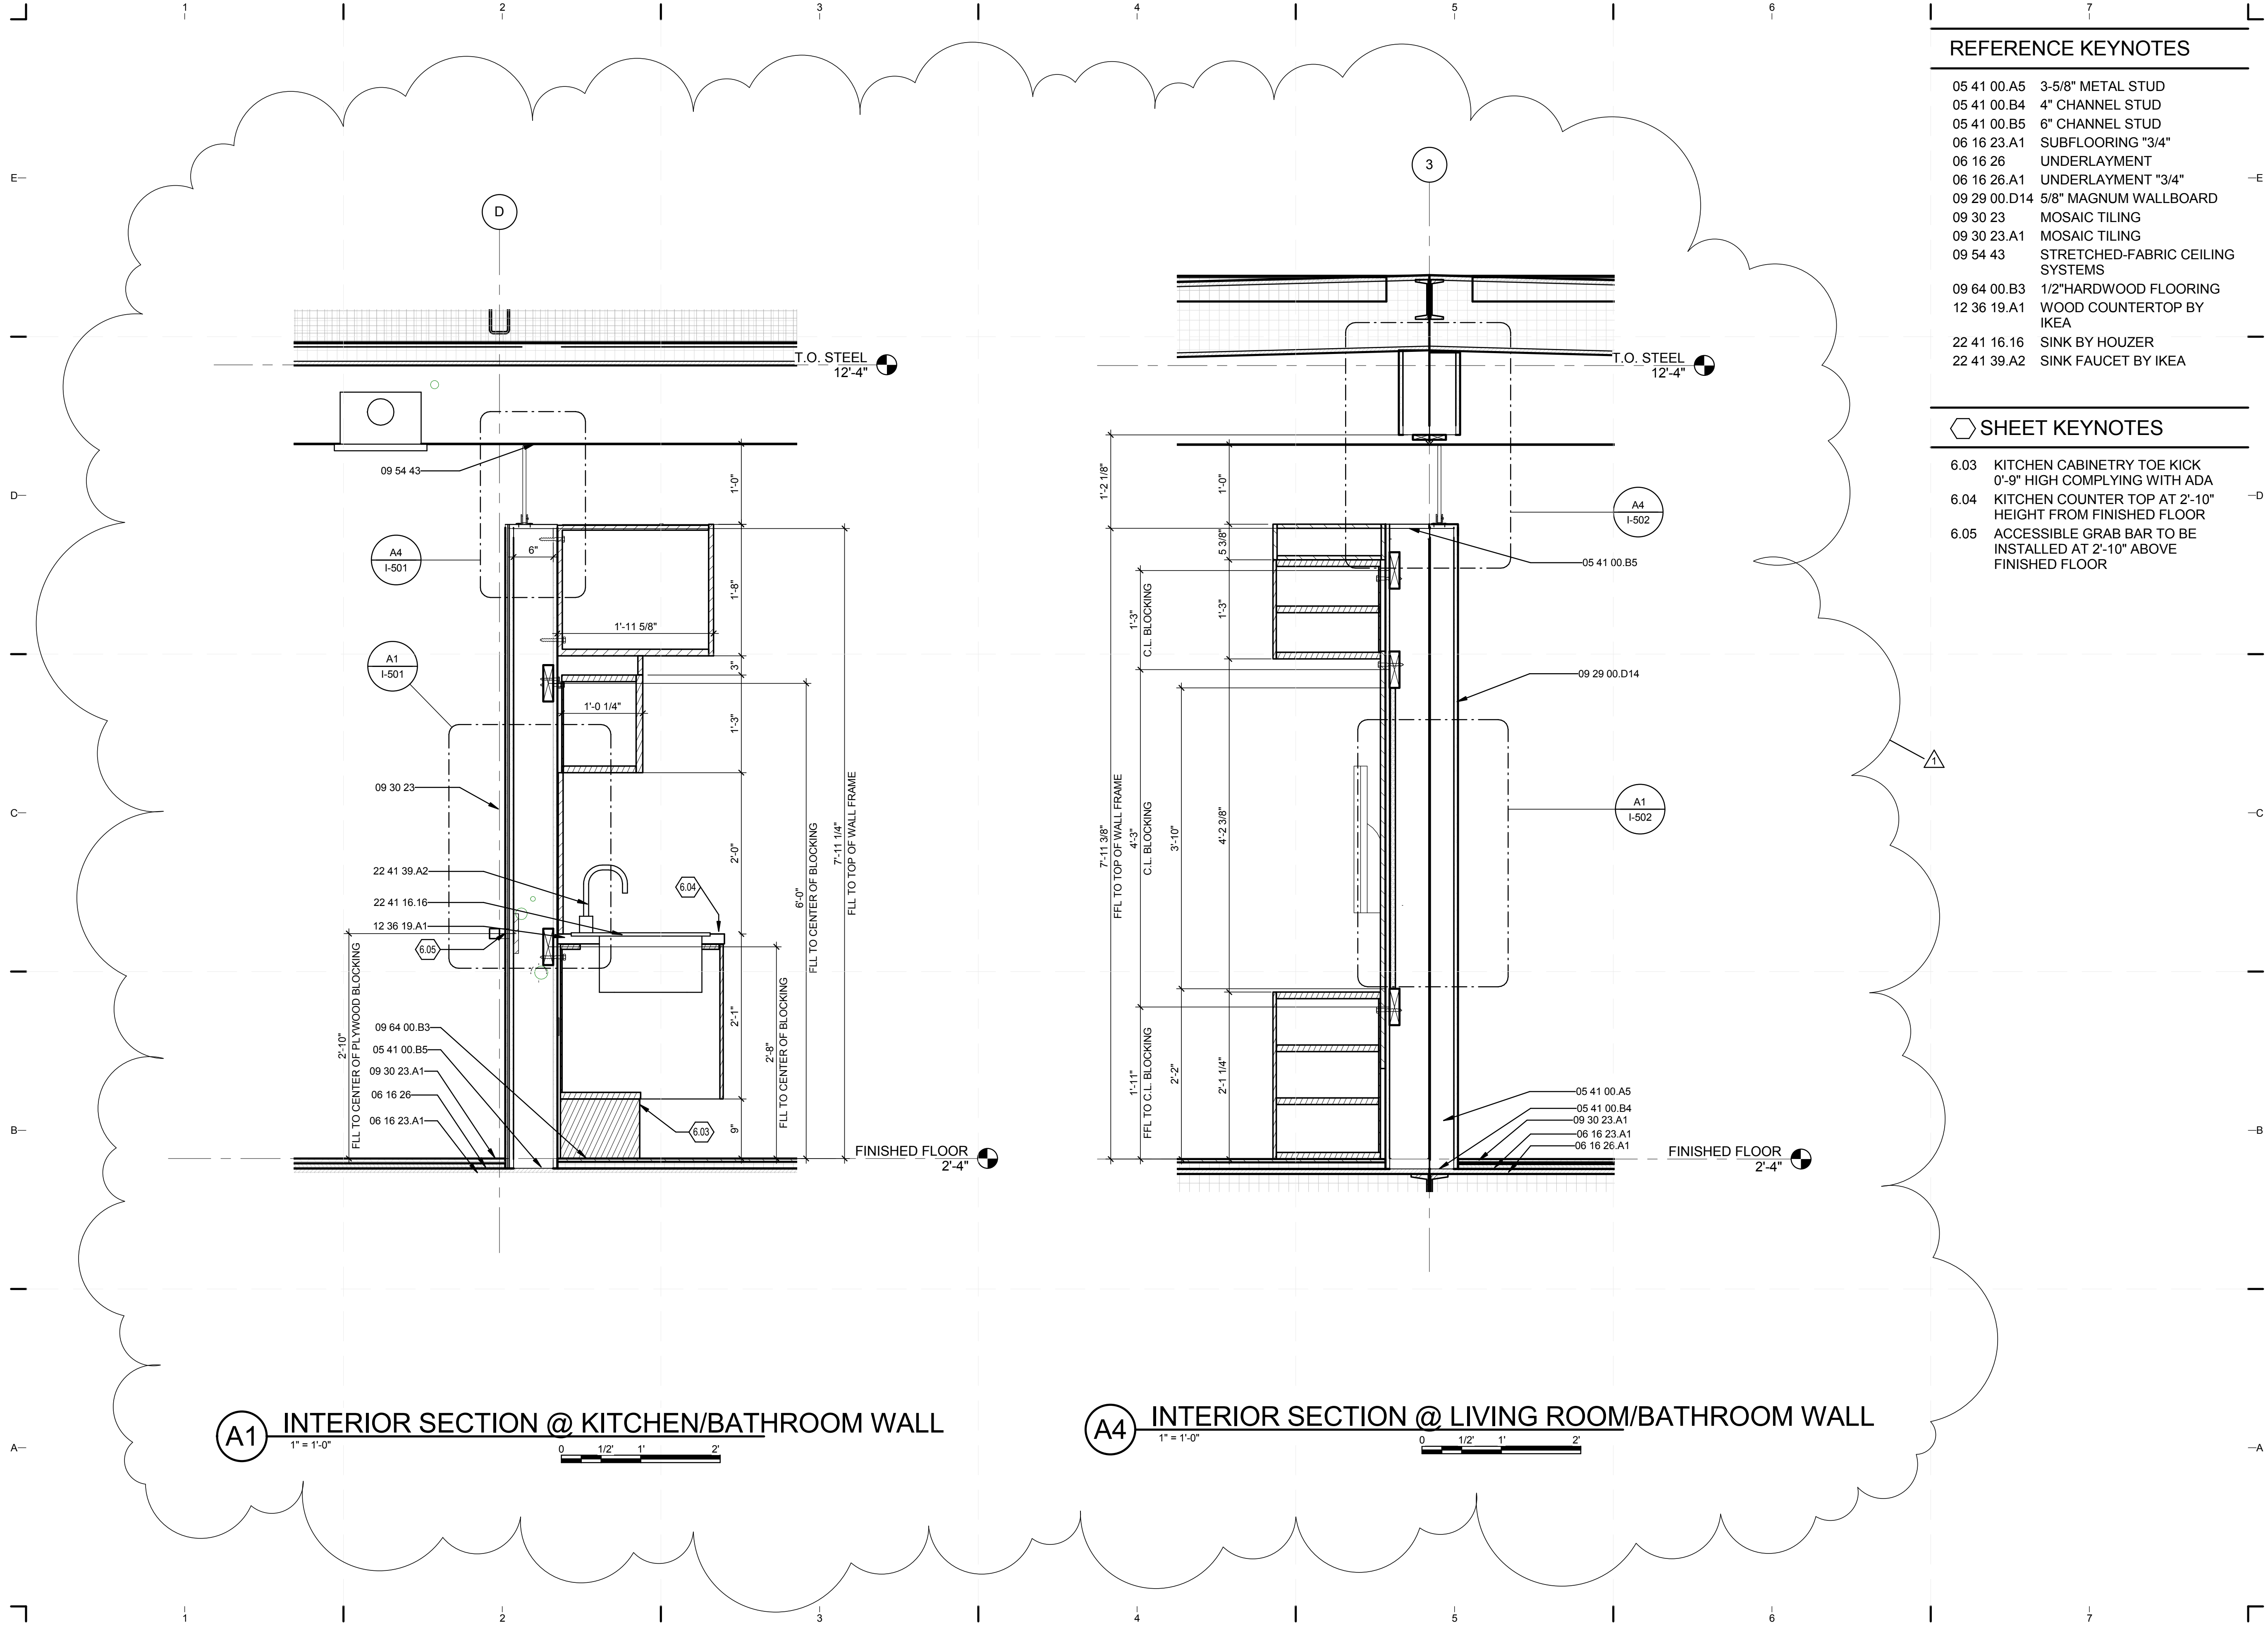 1 2 3 4 5 6 7
REFERENCE KEYNOTES
05 41 00.A5 3-5/8" METAL STUD
05 41 00.B4 4" CHANNEL STUD
05 41 00.B5 6" CHANNEL STUD
06 16 23.A1 SUBFLOORING "3/4"
06 16 26 UNDERLAYMENT
06 16 26.A1 UNDERLAYMENT "3/4"
09 29 00.D14 5/8" MAGNUM WALLBOARD
09 30 23 MOSAIC TILING
09 30 23.A1 MOSAIC TILING
09 54 43 STRETCHED-FABRIC CEILING
SYSTEMS
09 64 00.B3 1/2"HARDWOOD FLOORING
12 36 19.A1 WOOD COUNTERTOP BY
IKEA
22 41 16.16 SINK BY HOUZER
22 41 39.A2 SINK FAUCET BY IKEA
SHEET KEYNOTES
6.03 KITCHEN CABINETRY TOE KICK
0'-9" HIGH COMPLYING WITH ADA
6.04 KITCHEN COUNTER TOP AT 2'-10"
HEIGHT FROM FINISHED FLOOR
6.05 ACCESSIBLE GRAB BAR TO BE
INSTALLED AT 2'-10" ABOVE
FINISHED FLOOR
E
D
C
B
A
E
D
C
B
A
D
T.O. STEEL
12'-4"
09 54 43
A4
I-501
6"
1'-0"
1'-8"
1'-11 5/8"
A1
I-501
3"
1'-0 1/4"
1'-3"
09 30 23
2'-0"
22 41 39.A2
22 41 16.16
12 36 19.A1
6.04
6.05
6'-0"
FLL TO CENTER OF BLOCKING
7'-11 1/4"
FLL TO TOP OF WALL FRAME
2'-10"
FLL TO CENTER OF PLYWOOD BLOCKING
09 64 00.B3
05 41 00.B5
09 30 23.A1
06 16 26
06 16 23.A1
2'-1"
2'-8"
FLL TO CENTER OF BLOCKING
9"
6.03
FINISHED FLOOR
2'-4"
3
T.O. STEEL
12'-4"
1'-2 1/8"
1'-0"
A4
I-502
5 3/8"
05 41 00.B5
1'-3"
C.L. BLOCKING
1'-3"
09 29 00.D14
7'-11 3/8"
FFL TO TOP OF WALL FRAME
4'-3"
C.L. BLOCKING
3'-10"
4'-2 3/8"
A1
I-502
1
1'-11"
FFL TO C.L. BLOCKING
2'-2"
2'-1 1/4"
05 41 00.A5
05 41 00.B4
09 30 23.A1
06 16 23.A1
06 16 26.A1
FINISHED FLOOR
2'-4"
A1
INTERIOR SECTION @ KITCHEN/BATHROOM WALL
1" = 1'-0"
0 1/2' 1' 2'
A4
INTERIOR SECTION @ LIVING ROOM/BATHROOM WALL
1" = 1'-0"
0 1/2' 1' 2'
1 2 3 4 5 6 7